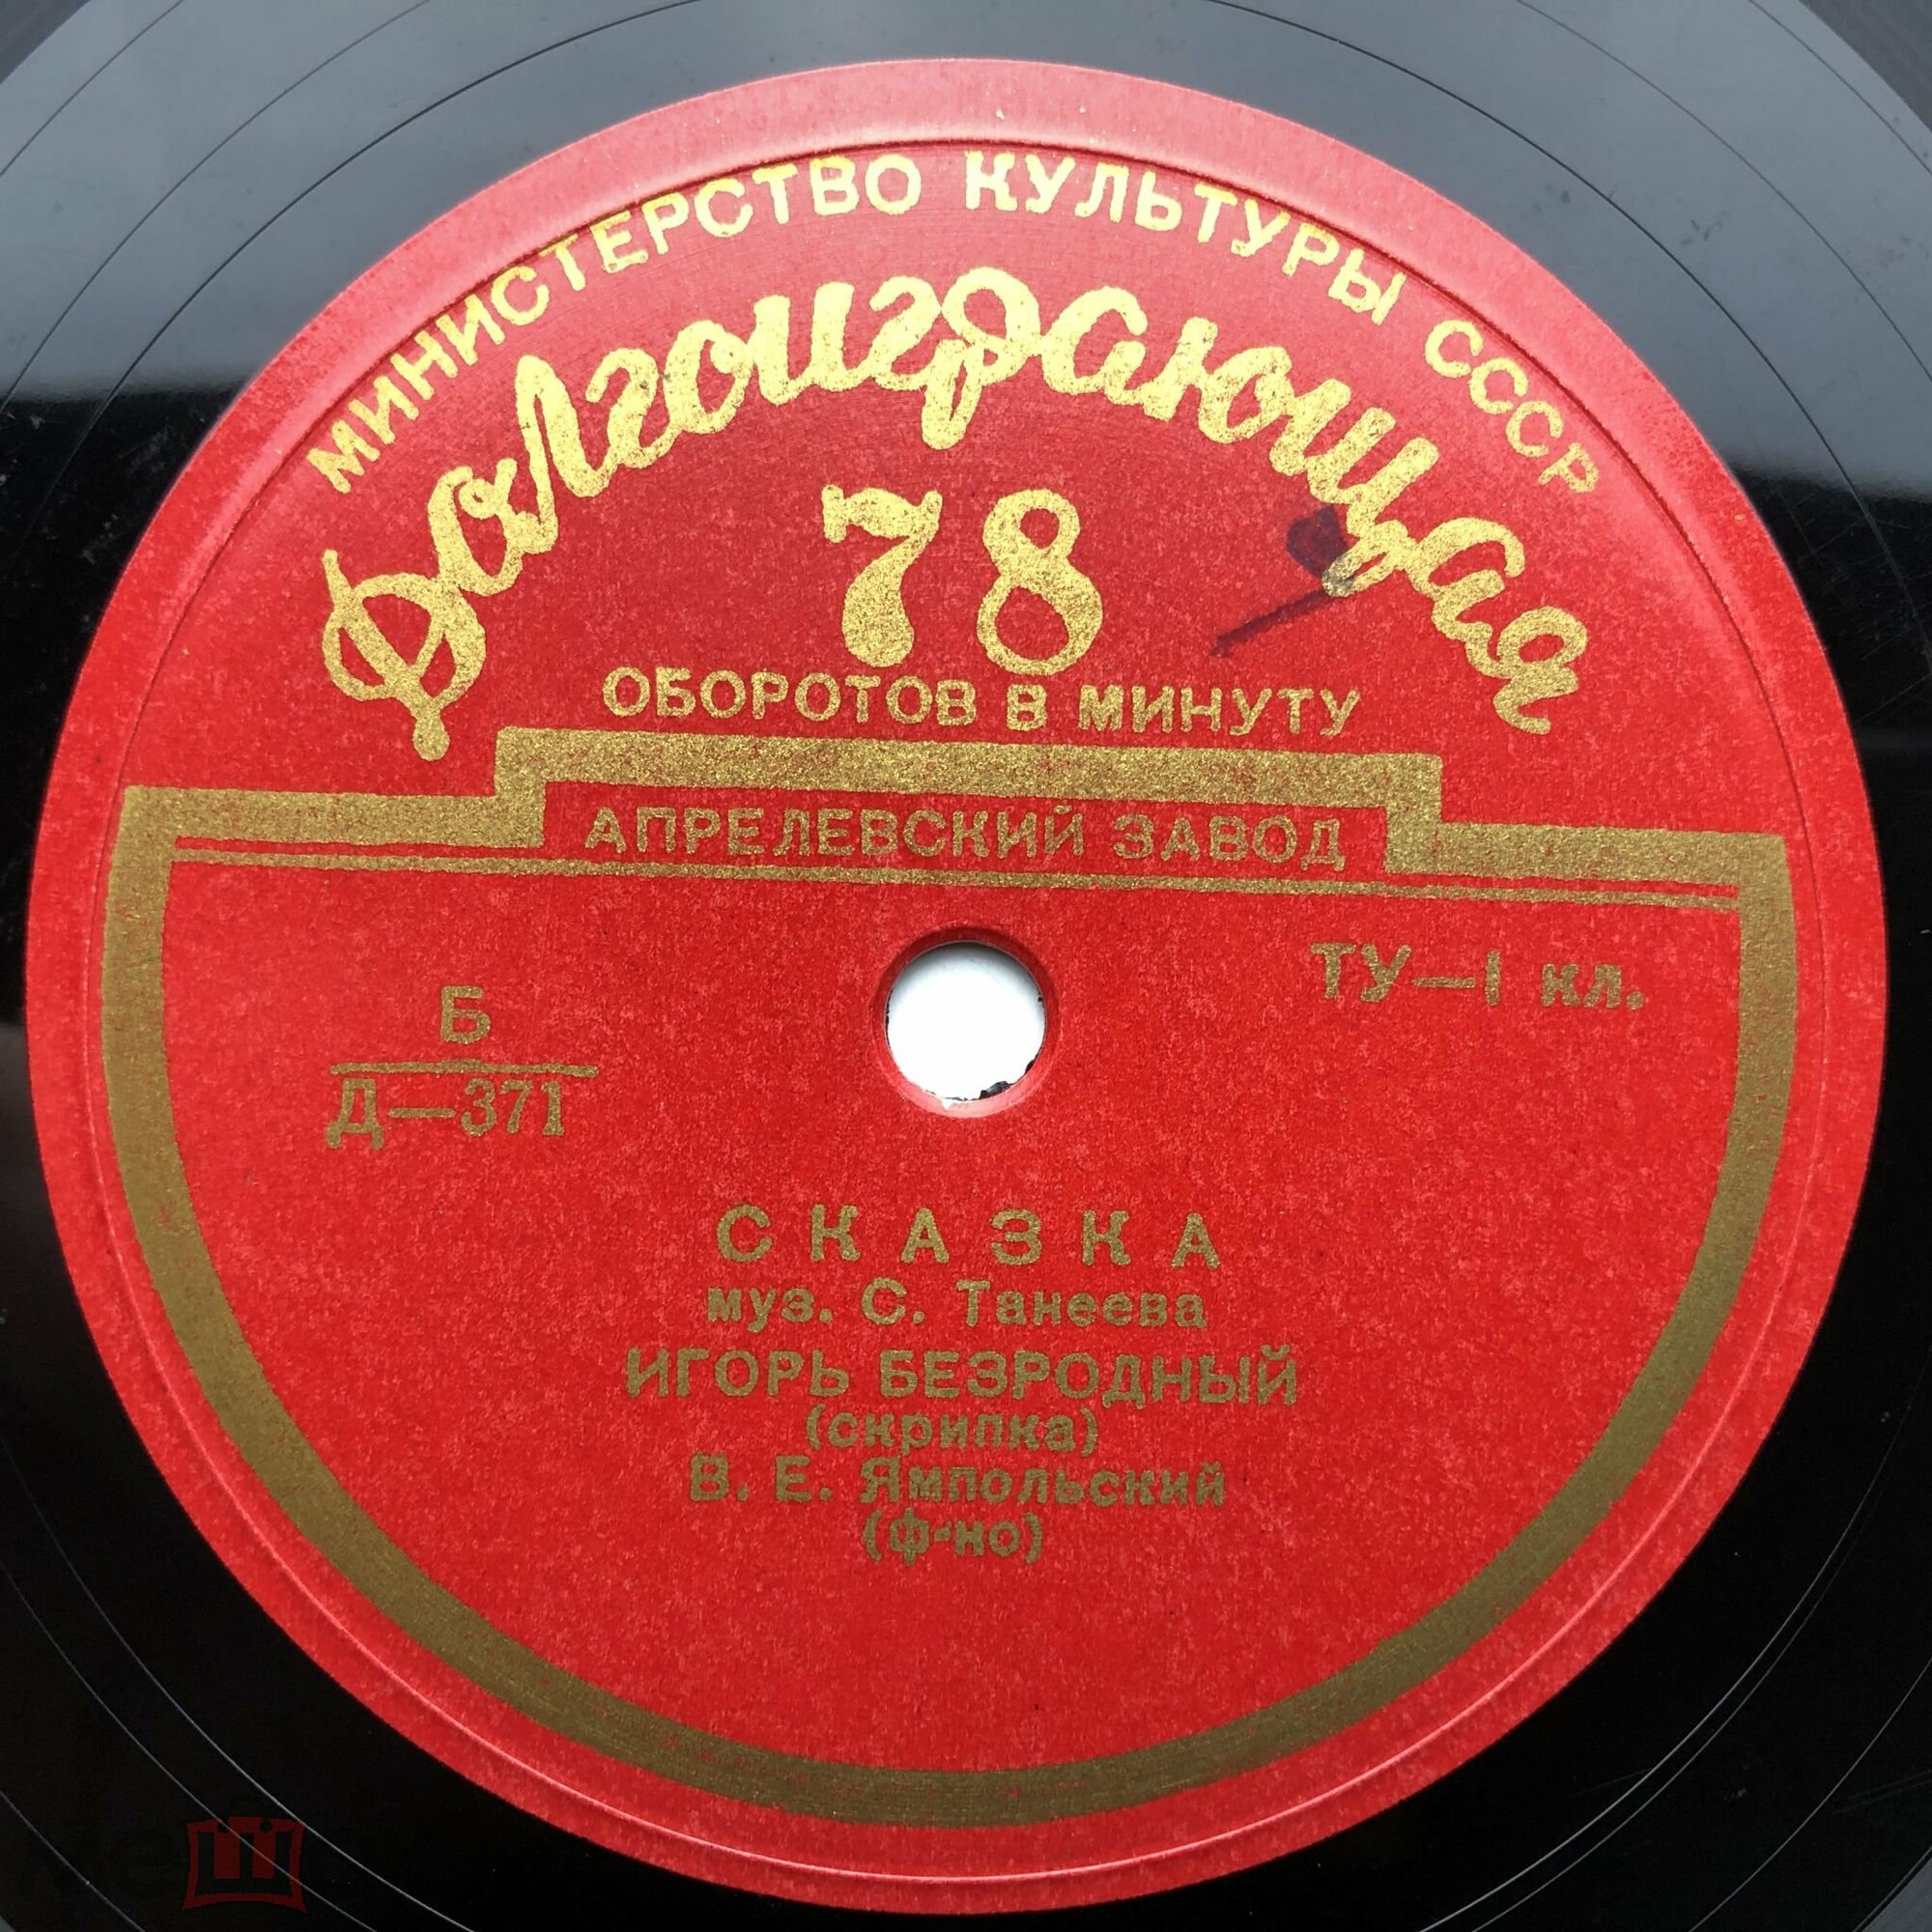 МИНИСТЕРСТВО КУЛЬТУРЫ СССР
Долгоиграющая
78
ОБОРОТОВ В МИНУТУ
АПРЕЛЕВСКИЙ ЗАВОД
ТУ—I кл.
Б
Д—371
СКАЗКА
муз. С. Танеева
ИГОРЬ БЕЗРОДНЫЙ
(скрипка)
В. Е. Ямпольский
(ф-но)